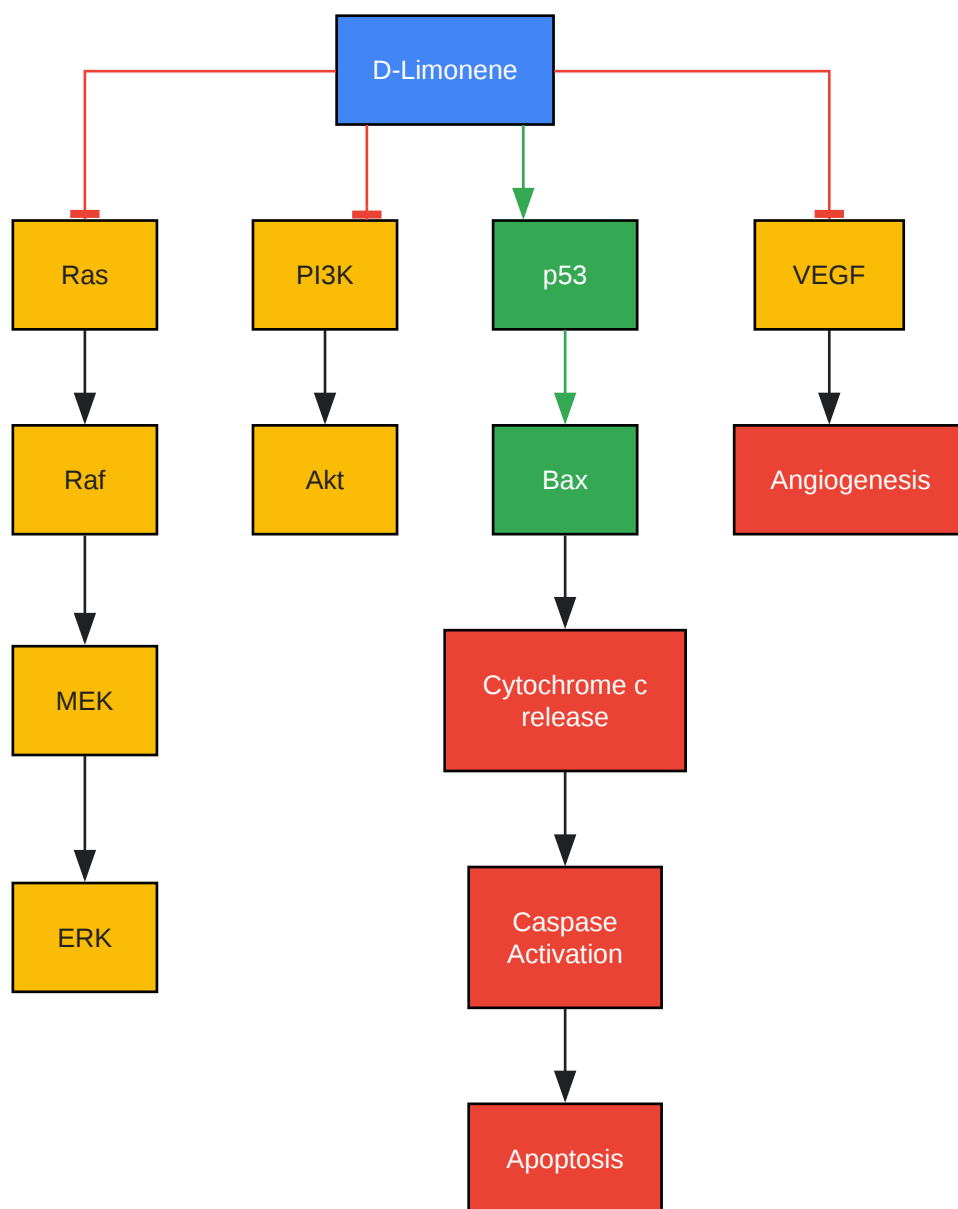 D-Limonene
Ras
PI3K
p53
VEGF
Raf
Akt
Bax
Angiogenesis
MEK
Cytochrome c
release
ERK
Caspase
Activation
Apoptosis